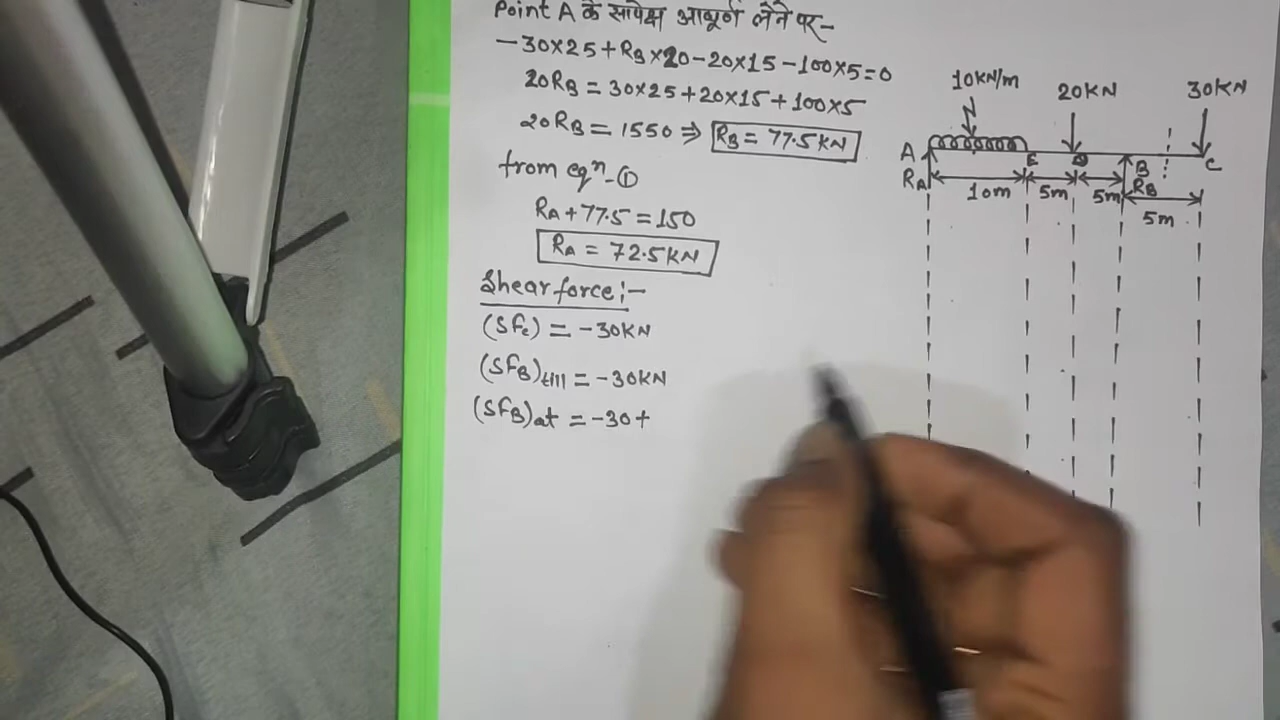 Point A के सापेक्ष आघूर्ण लेने पर-
-30×25+RB×20-20×15-100×5=0
20RB = 30×25+20×15+100×5
20RB = 1550 ⇒ RB = 77.5KN
from eqn-①
RA+77.5=150
RA = 72.5KN
Shear force:-
(SFc) = -30KN
(SFB)till = -30KN
(SFB)at = -30+
10KN/m 20KN 30KN
A E D B C
RA 10m 5m 5m RB
5m